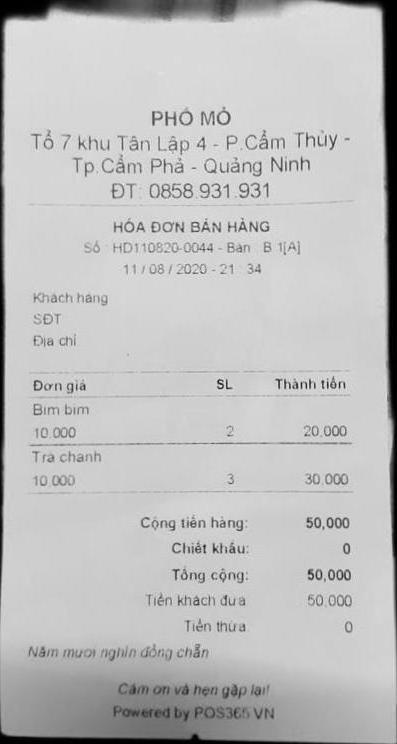 PHỐ MỎ
Tổ 7 khu Tân Lập 4 - P.Cẩm Thủy -
Tp.Cẩm Phả - Quảng Ninh
ĐT: 0858.931.931
HÓA ĐƠN BÁN HÀNG
Số : HD110820-0044 - Bàn : B 1[A]
11 / 08 / 2020 - 21 : 34
Khách hàng
SĐT
Địa chỉ
Đơn giá SL Thành tiền
Bim bim
10.000 2 20,000
Trà chanh
10.000 3 30,000
Cộng tiền hàng: 50,000
Chiết khấu: 0
Tổng cộng: 50,000
Tiền khách đưa 50,000
Tiền thừa 0
Năm mươi nghìn đồng chẵn
Cám ơn và hẹn gặp lại!
Powered by POS365.VN